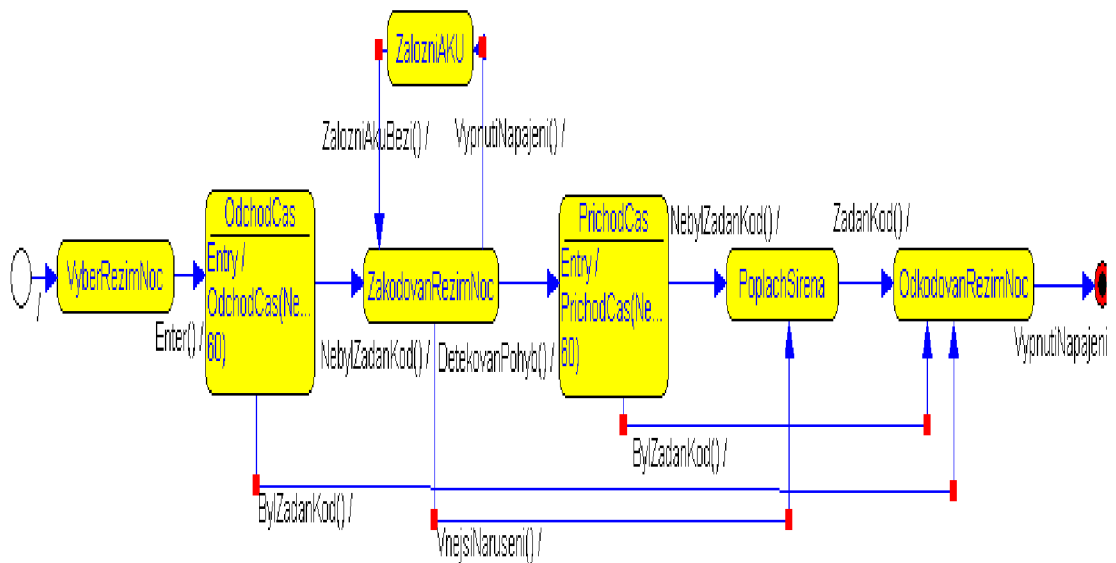 ZalozniAKU
ZalozniAkuBezi() /
VypnutiNapajeni() /
OdchodCas
Entry /
OdchodCas(Ne...
60)
PrichodCas
Entry /
PrichodCas(Ne...
60)
NebylZadanKod() /
ZadanKod() /
VyberRezimNoc
ZakodovanRezimNoc
PoplachSirena
OdkodovanRezimNoc
/
Enter() /
NebylZadanKod() /
DetekovanPohyb() /
VypnutiNapajeni
BylZadanKod() /
BylZadanKod() /
VnejsiNaruseni() /